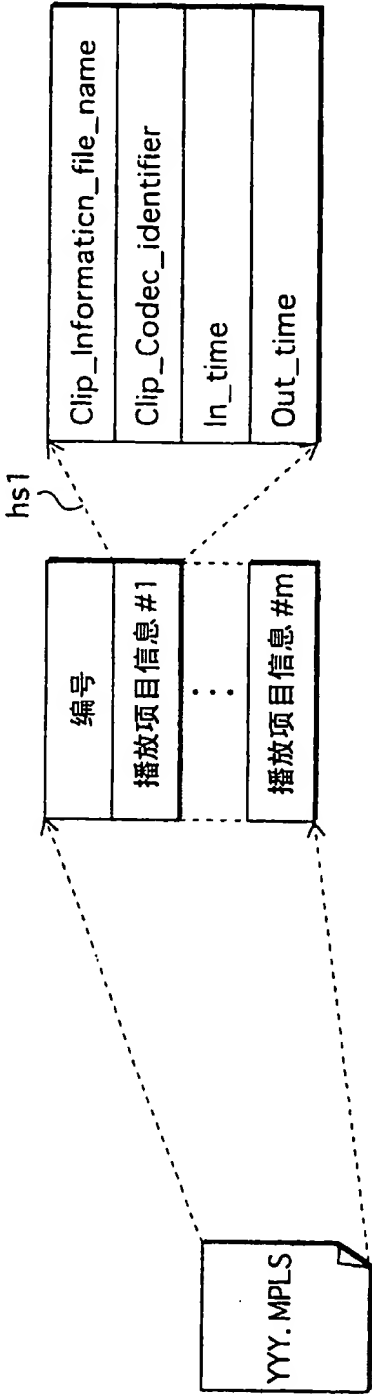 YYY. MPLS
编号
播放项目信息 #1
...
播放项目信息 #m
hs1
Clip_Informaticn_file_name
Clip_Codec_identifier
In_time
Out_time